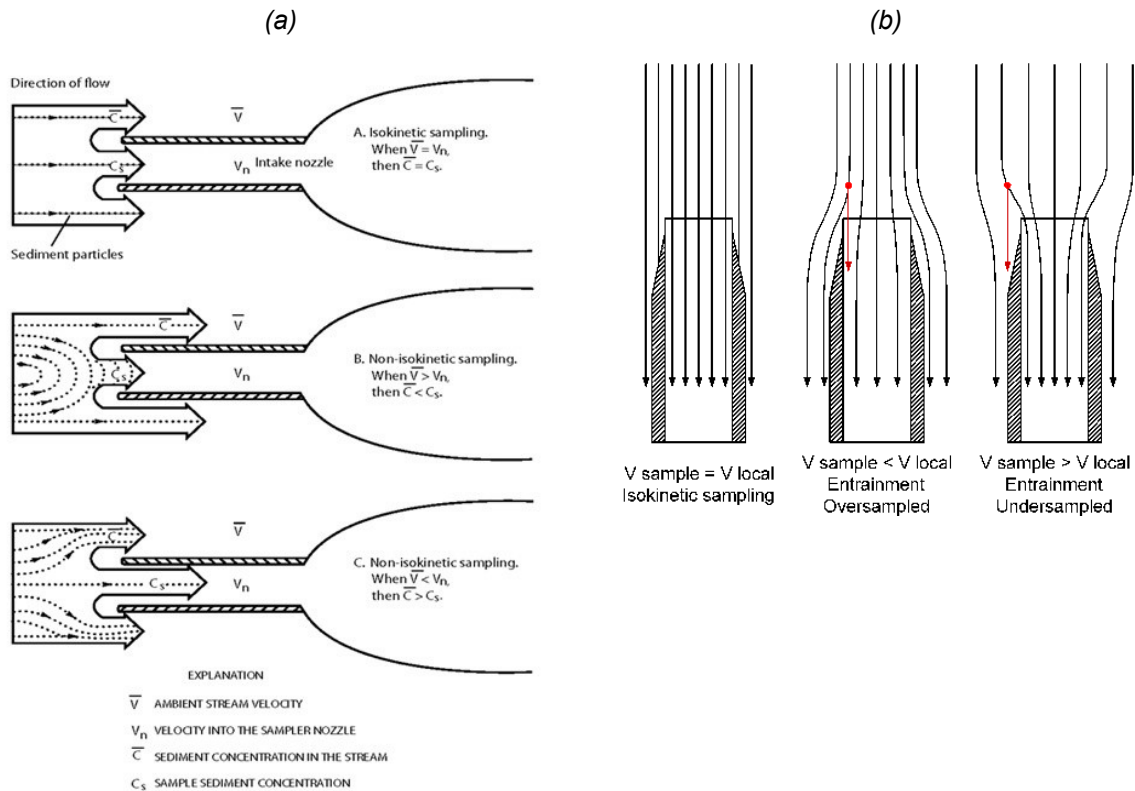 (a)
Direction of flow
C̅
V̅
Cs
Vn
Intake nozzle
Sediment particles
A. Isokinetic sampling.
When V̅ = Vn,
then C̅ = Cs.
C̅
V̅
Cs
Vn
B. Non-isokinetic sampling.
When V̅ > Vn,
then C̅ < Cs.
C̅
V̅
Cs
Vn
C. Non-isokinetic sampling.
When V̅ < Vn,
then C̅ > Cs.
EXPLANATION
V̅ AMBIENT STREAM VELOCITY
Vn VELOCITY INTO THE SAMPLER NOZZLE
C̅ SEDIMENT CONCENTRATION IN THE STREAM
Cs SAMPLE SEDIMENT CONCENTRATION
(b)
V sample = V local
Isokinetic sampling
V sample < V local
Entrainment
Oversampled
V sample > V local
Entrainment
Undersampled